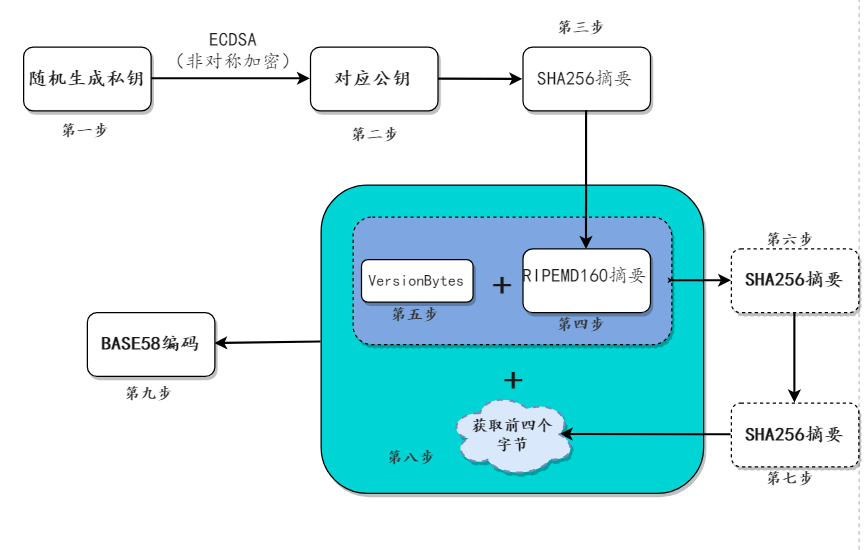 第三步
ECDSA
（非对称加密）
随机生成私钥
对应公钥
SHA256摘要
第一步
第二步
第六步
VersionBytes
+
RIPEMD160摘要
SHA256摘要
第五步
第四步
BASE58编码
第九步
+
获取前四个
字节
SHA256摘要
第八步
第七步